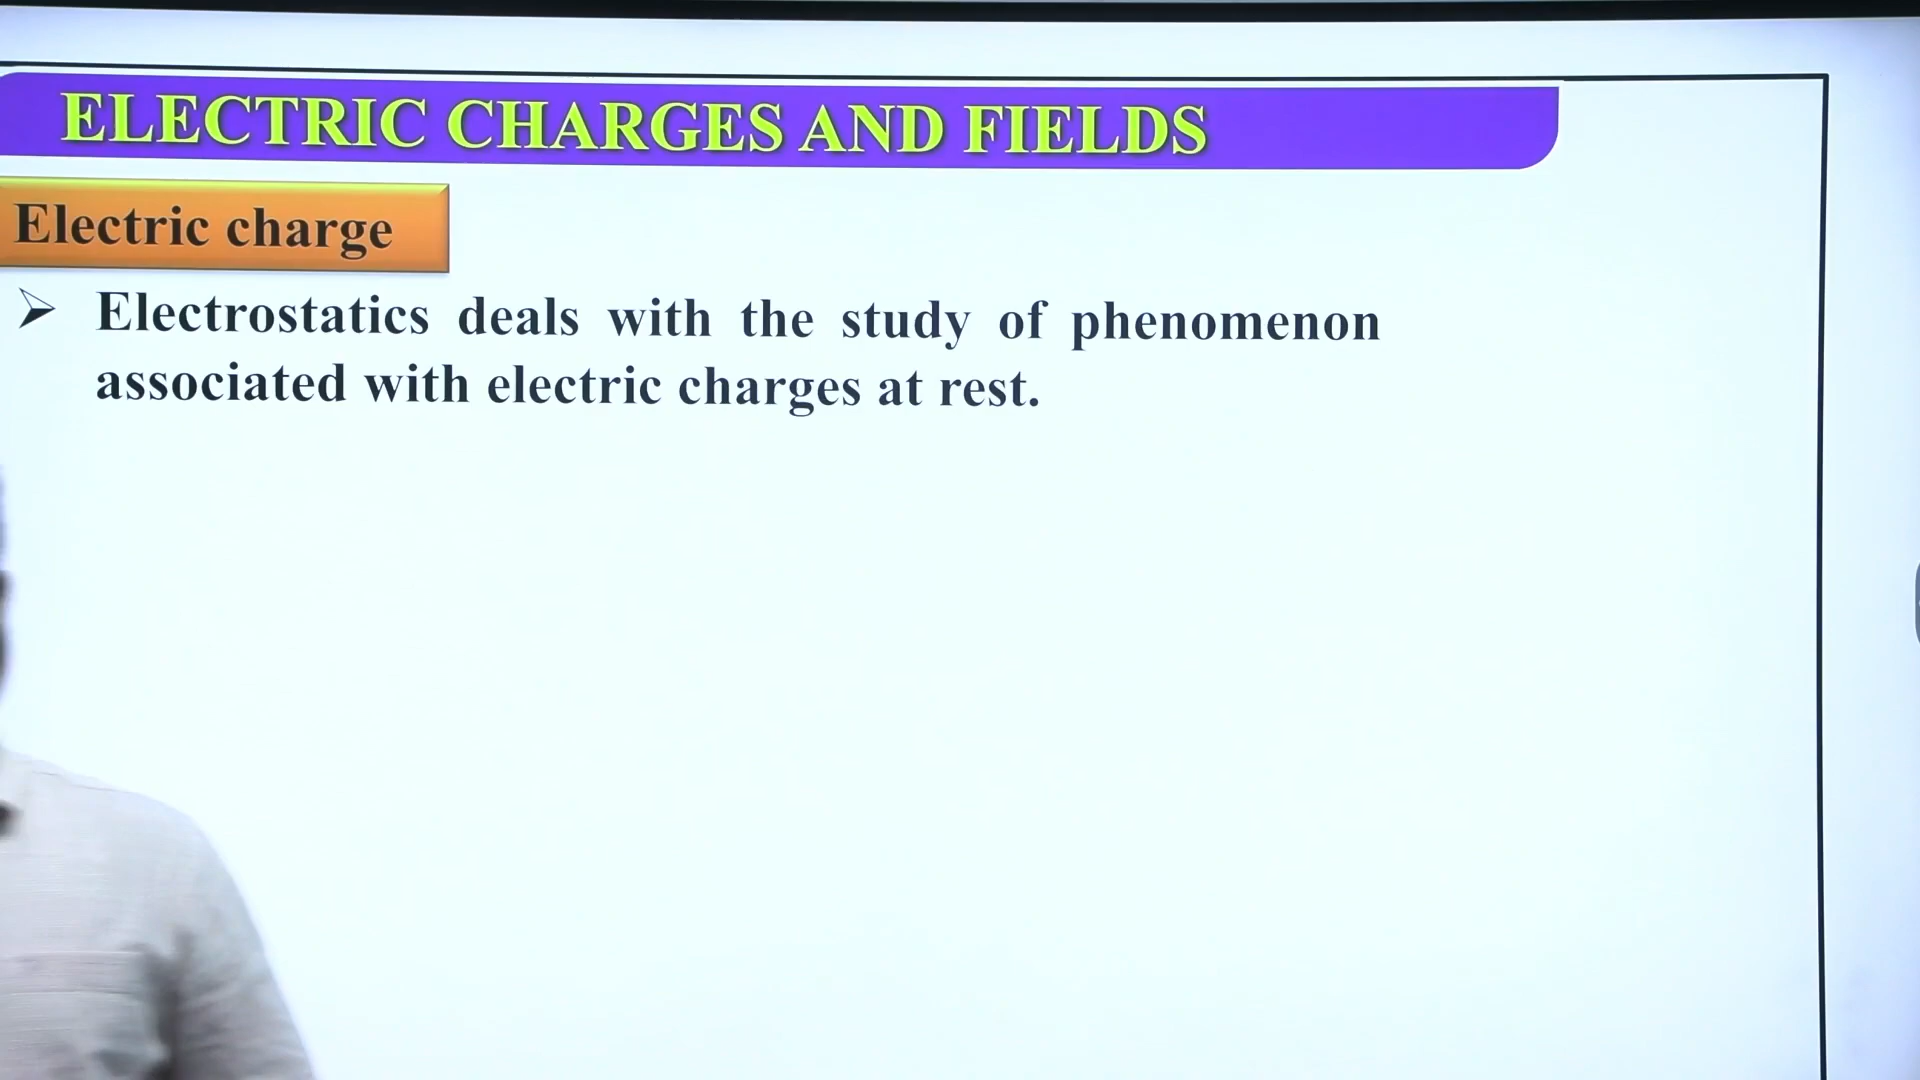 ELECTRIC CHARGES AND FIELDS
Electric charge
Electrostatics deals with the study of phenomenon
associated with electric charges at rest.